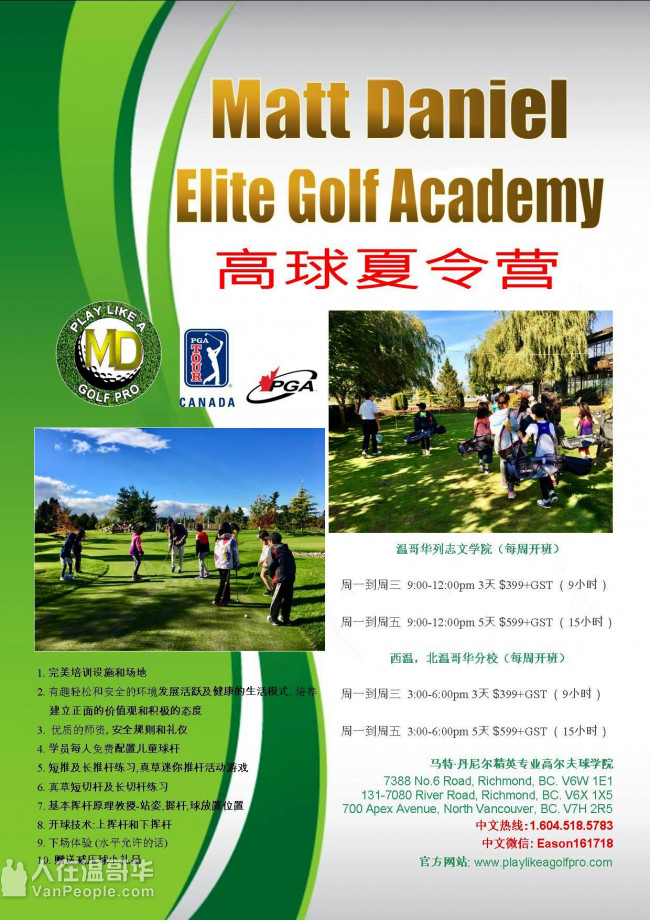 Matt Daniel
Elite Golf Academy
高球夏令营
PLAY LIKE A
MD
GOLF PRO
PGA
TOUR
CANADA
PGA
温哥华列志文学院（每周开班）
周一到周三 9:00-12:00pm 3天 $399+GST （ 9小时 ）
周一到周五 9:00-12:00pm 5天 $599+GST （ 15小时 ）
西温，北温哥华分校（每周开班）
周一到周三 3:00-6:00pm 3天 $399+GST （ 9小时 ）
周一到周五 3:00-6:00pm 5天 $599+GST （ 15小时 ）
1. 完美培训设施和场地
2. 有趣轻松和安全的环境发展活跃及健康的生活模式, 培养
建立正面的价值观和积极的态度
3. 优质的师资, 安全规则和礼仪
4. 学员每人免费配置儿童球杆
5. 短推及长推杆练习,真草迷你推杆活动游戏
6. 真草短切杆及长切杆练习
7. 基本挥杆原理教授-站姿,握杆,球放置位置
8. 开球技术:上挥杆和下挥杆
9. 下场体验 (水平允许的话)
10. 赠送减压球小礼品
马特·丹尼尔精英专业高尔夫球学院
7388 No.6 Road, Richmond, BC. V6W 1E1
131-7080 River Road, Richmond, BC. V6X 1X5
700 Apex Avenue, North Vancouver, BC. V7H 2R5
中文热线: 1.604.518.5783
中文微信: Eason161718
官方网站: www.playlikeagolfpro.com
人在温哥华
VanPeople.com